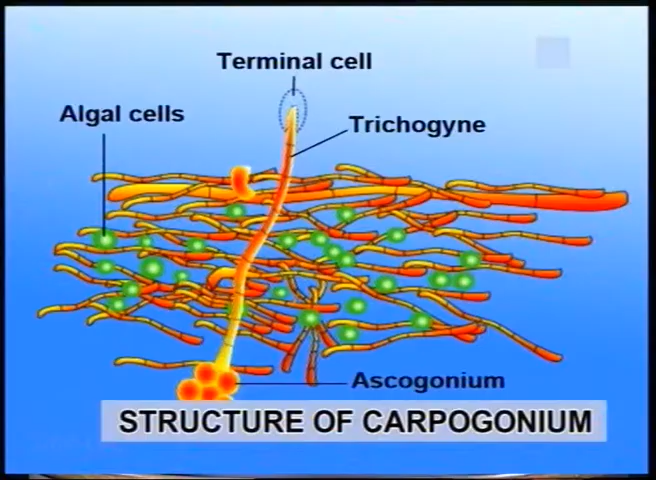 Terminal cell
Algal cells
Trichogyne
Ascogonium
STRUCTURE OF CARPOGONIUM